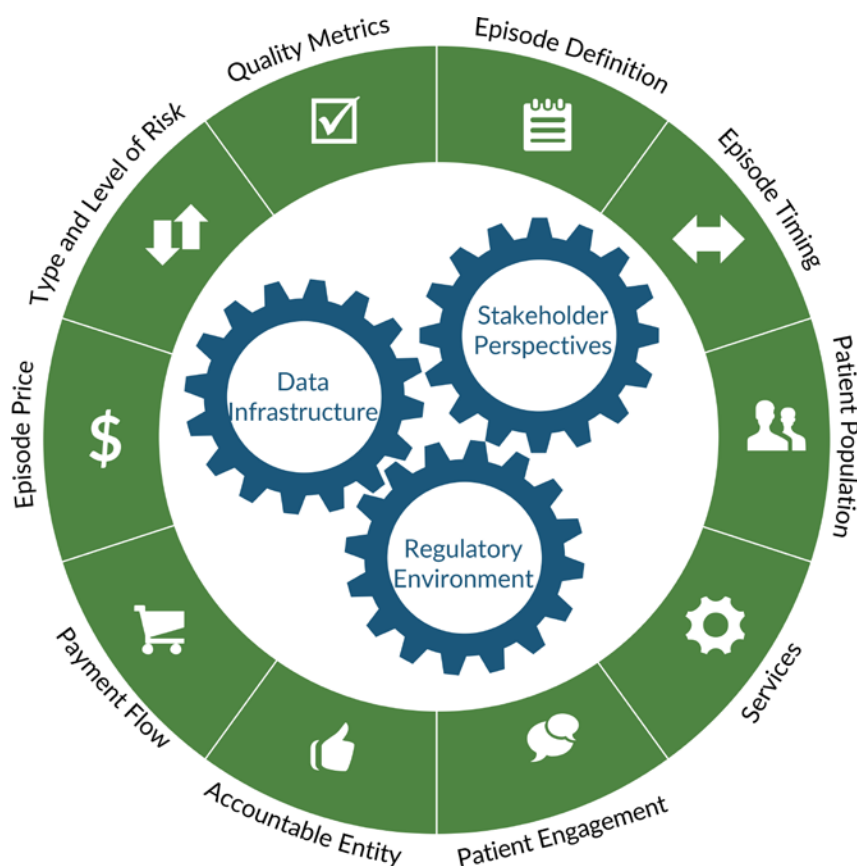 Episode Definition
Episode Timing
Patient Population
Services
Patient Engagement
Accountable Entity
Payment Flow
Episode Price
Type and Level of Risk
Quality Metrics
$
Stakeholder
Perspectives
Data
Infrastructure
Regulatory
Environment